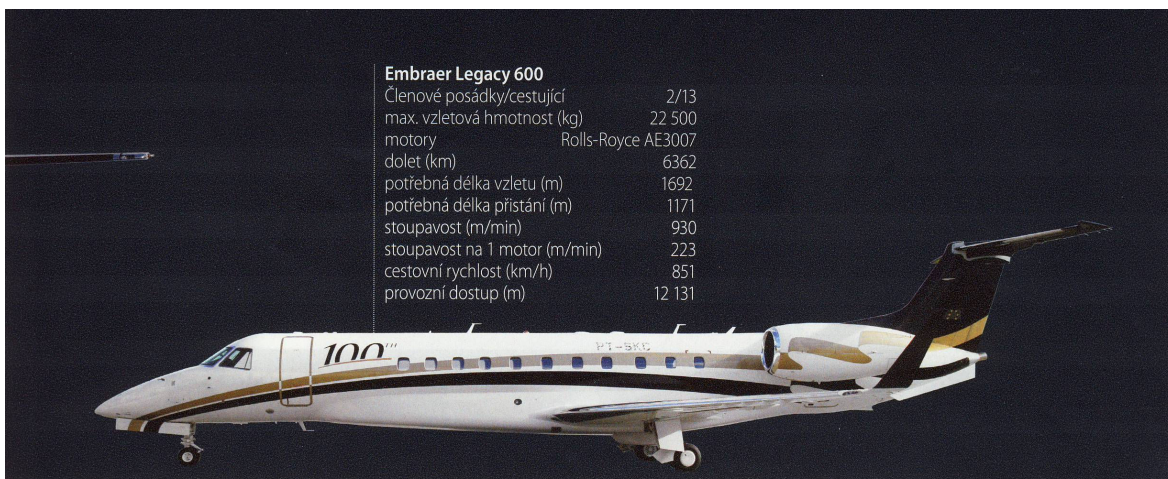 Embraer Legacy 600
Členové posádky/cestující 2/13
max. vzletová hmotnost (kg) 22 500
motory Rolls-Royce AE3007
dolet (km) 6362
potřebná délka vzletu (m) 1692
potřebná délka přistání (m) 1171
stoupavost (m/min) 930
stoupavost na 1 motor (m/min) 223
cestovní rychlost (km/h) 851
provozní dostup (m) 12 131
100TH